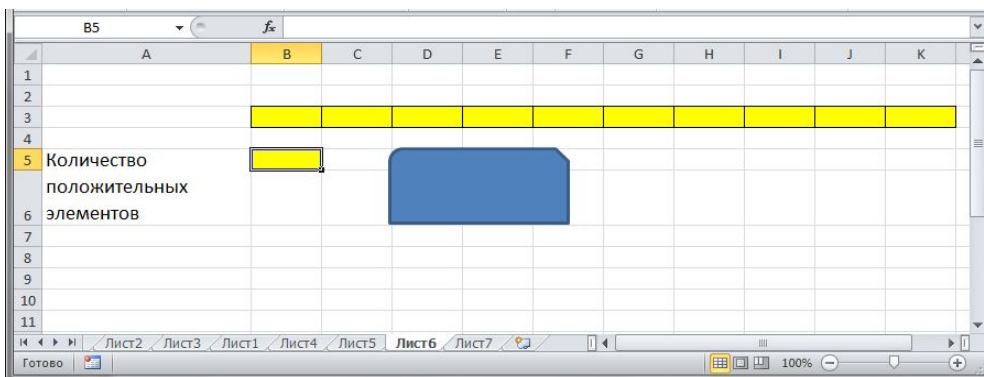 B5 fx
A B C D E F G H I J K
1
2
3
4
5 Количество
положительных
6 элементов
7
8
9
10
11
Лист2 Лист3 Лист1 Лист4 Лист5 Лист6 Лист7
Готово 100%